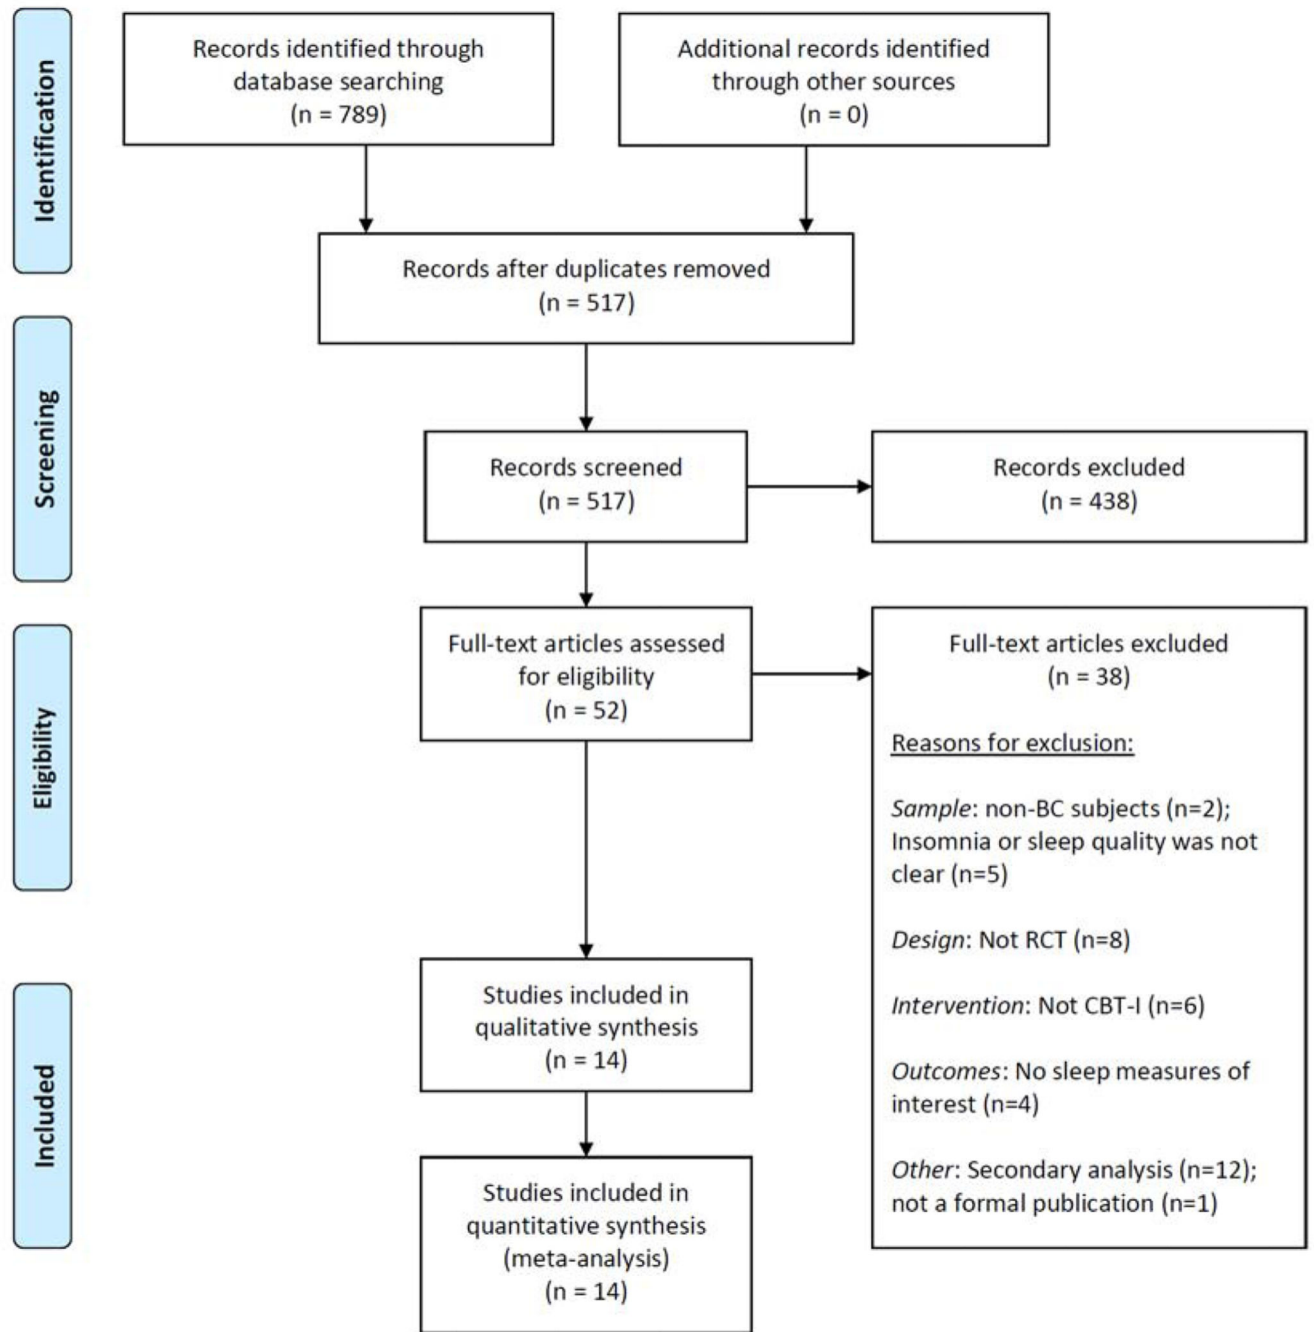 Identification
Records identified through
database searching
(n = 789)
Additional records identified
through other sources
(n = 0)
Records after duplicates removed
(n = 517)
Screening
Records screened
(n = 517)
Records excluded
(n = 438)
Eligibility
Full-text articles assessed
for eligibility
(n = 52)
Full-text articles excluded
(n = 38)
Reasons for exclusion:
Sample: non-BC subjects (n=2);
Insomnia or sleep quality was not
clear (n=5)
Design: Not RCT (n=8)
Intervention: Not CBT-I (n=6)
Outcomes: No sleep measures of
interest (n=4)
Other: Secondary analysis (n=12);
not a formal publication (n=1)
Included
Studies included in
qualitative synthesis
(n = 14)
Studies included in
quantitative synthesis
(meta-analysis)
(n = 14)